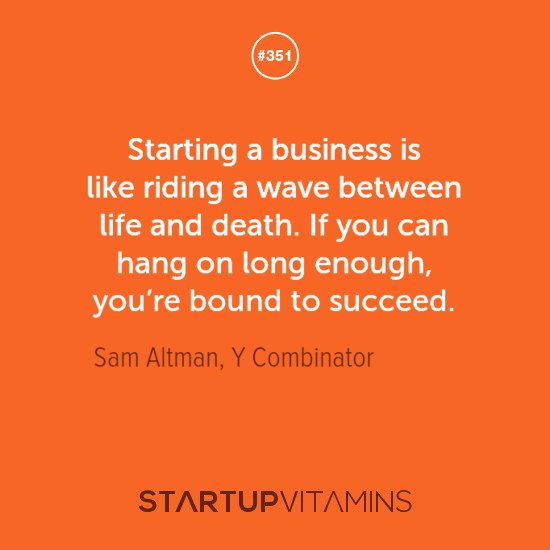 #351
Starting a business is
like riding a wave between
life and death. If you can
hang on long enough,
you’re bound to succeed.
Sam Altman, Y Combinator
STARTUPVITAMINS